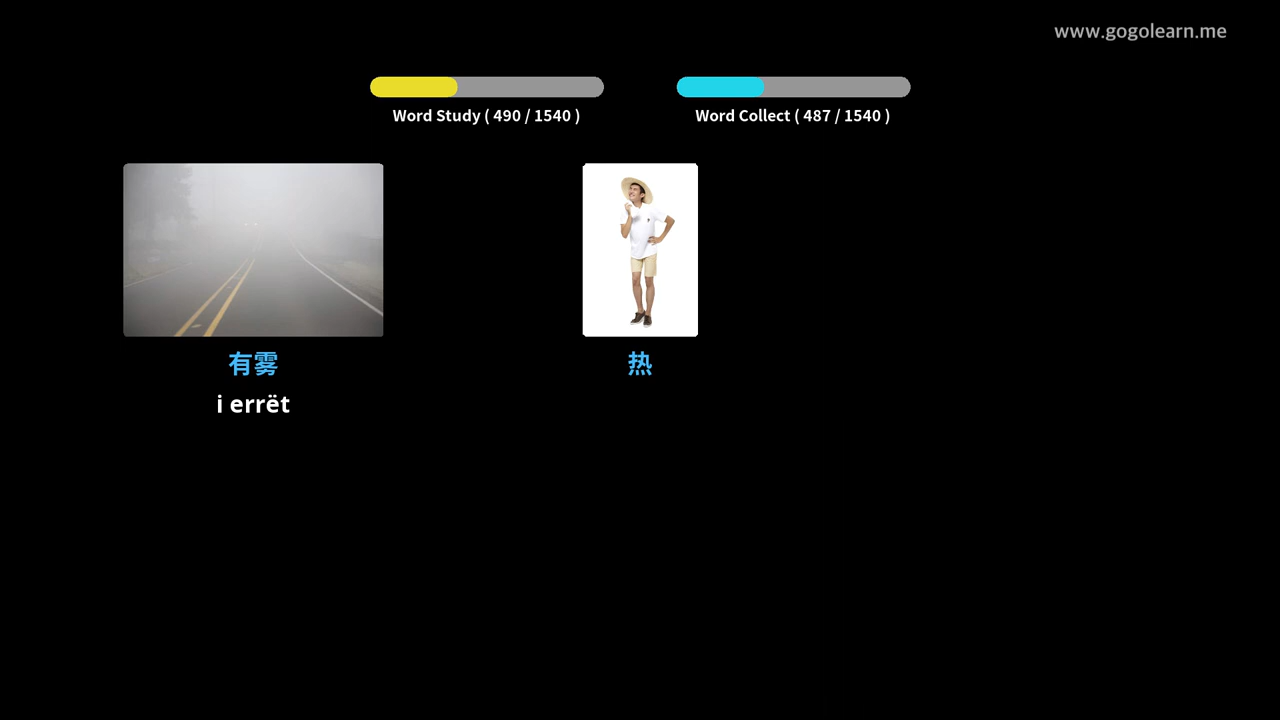 www.gogolearn.me
Word Study ( 490 / 1540 )
Word Collect ( 487 / 1540 )
有雾
热
i errët